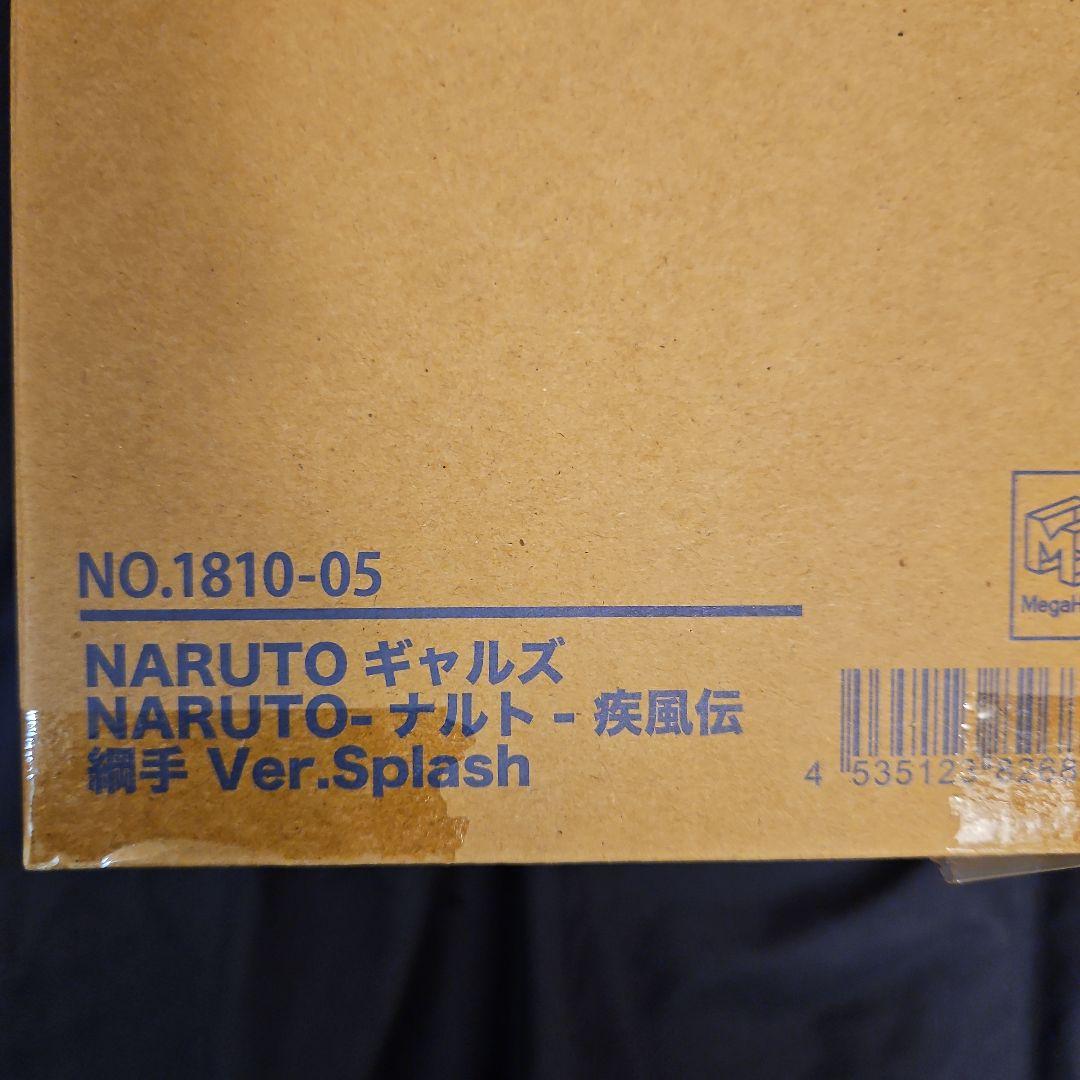 NO.1810-05
NARUTO ギャルズ
NARUTO- ナルト - 疾風伝
綱手 Ver.Splash
MegaH
4 535123 8268